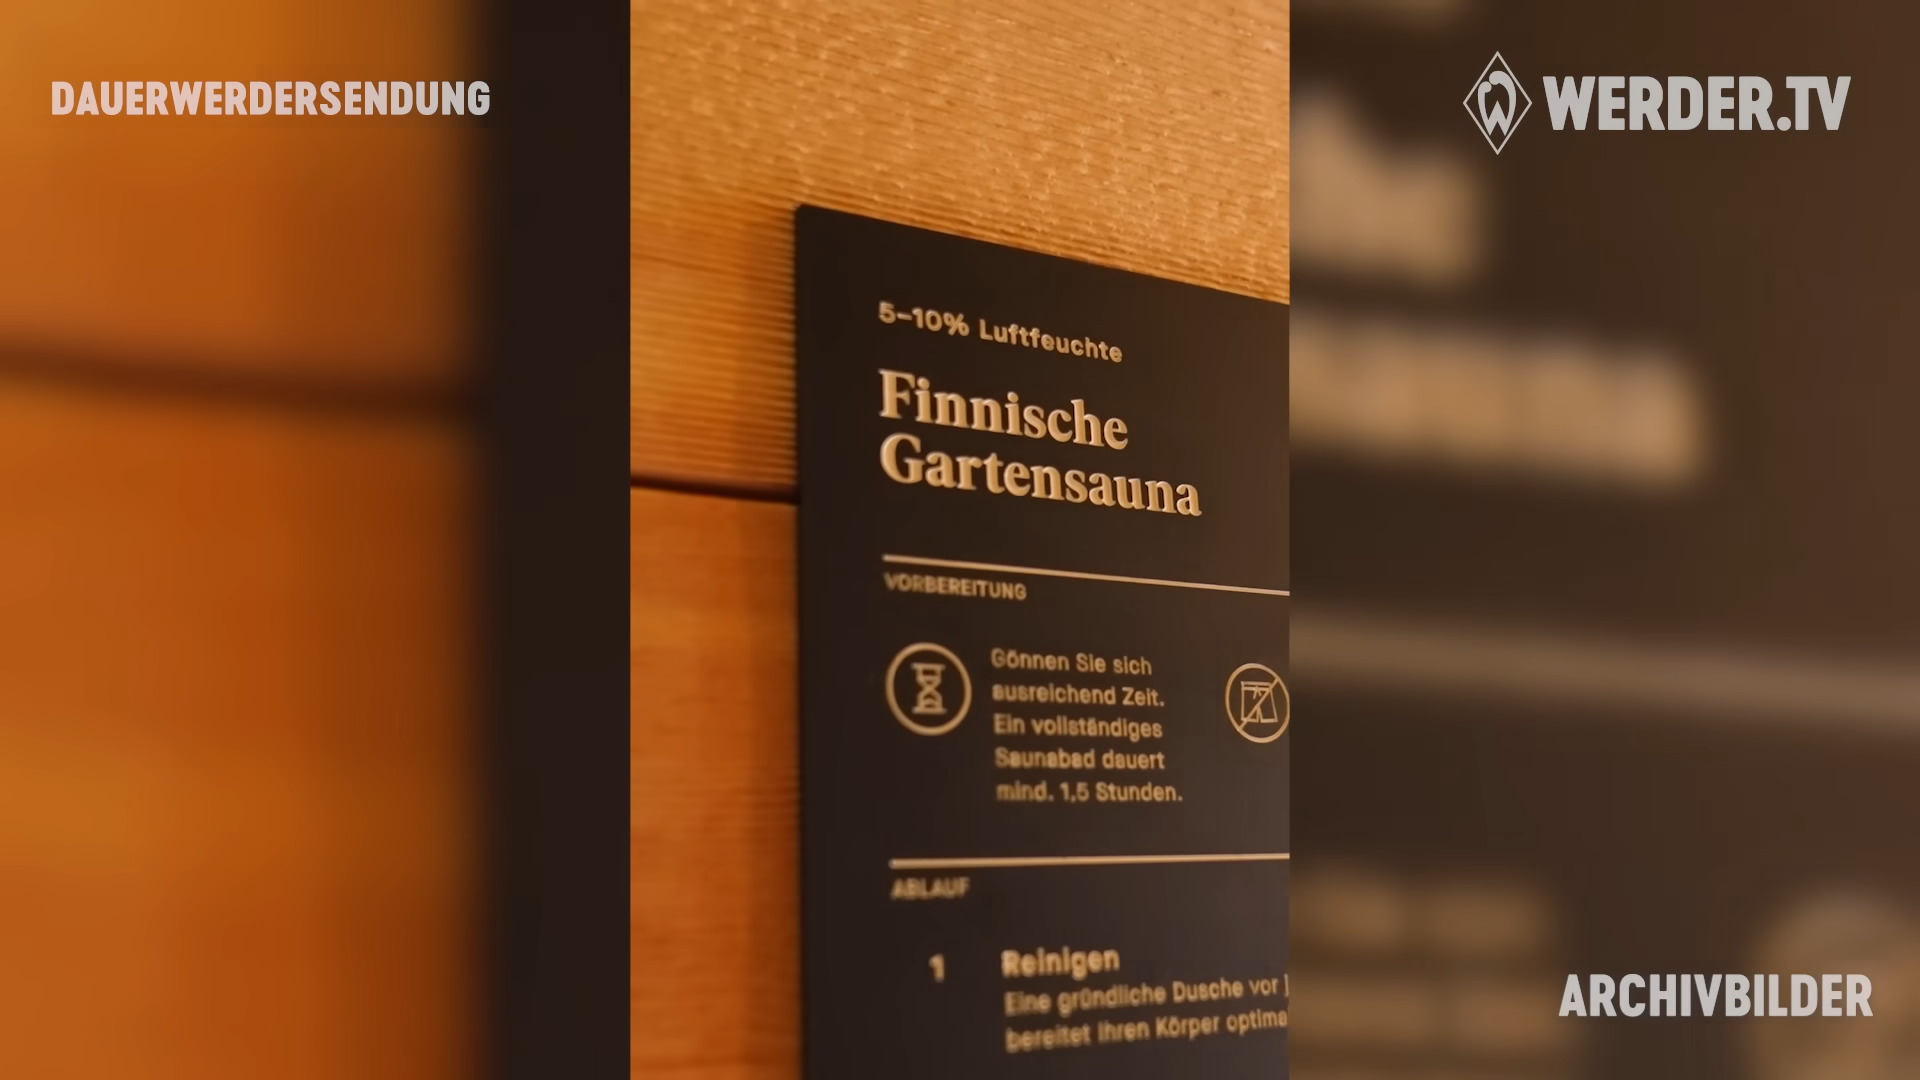 DAUERWERDERSENDUNG
WERDER.TV
5–10% Luftfeuchte
Finnische
Gartensauna
VORBEREITUNG
Gönnen Sie sich
ausreichend Zeit.
Ein vollständiges
Saunabad dauert
mind. 1,5 Stunden.
ABLAUF
1 Reinigen
Eine gründliche Dusche vor
bereitet Ihren Körper optima
ARCHIVBILDER